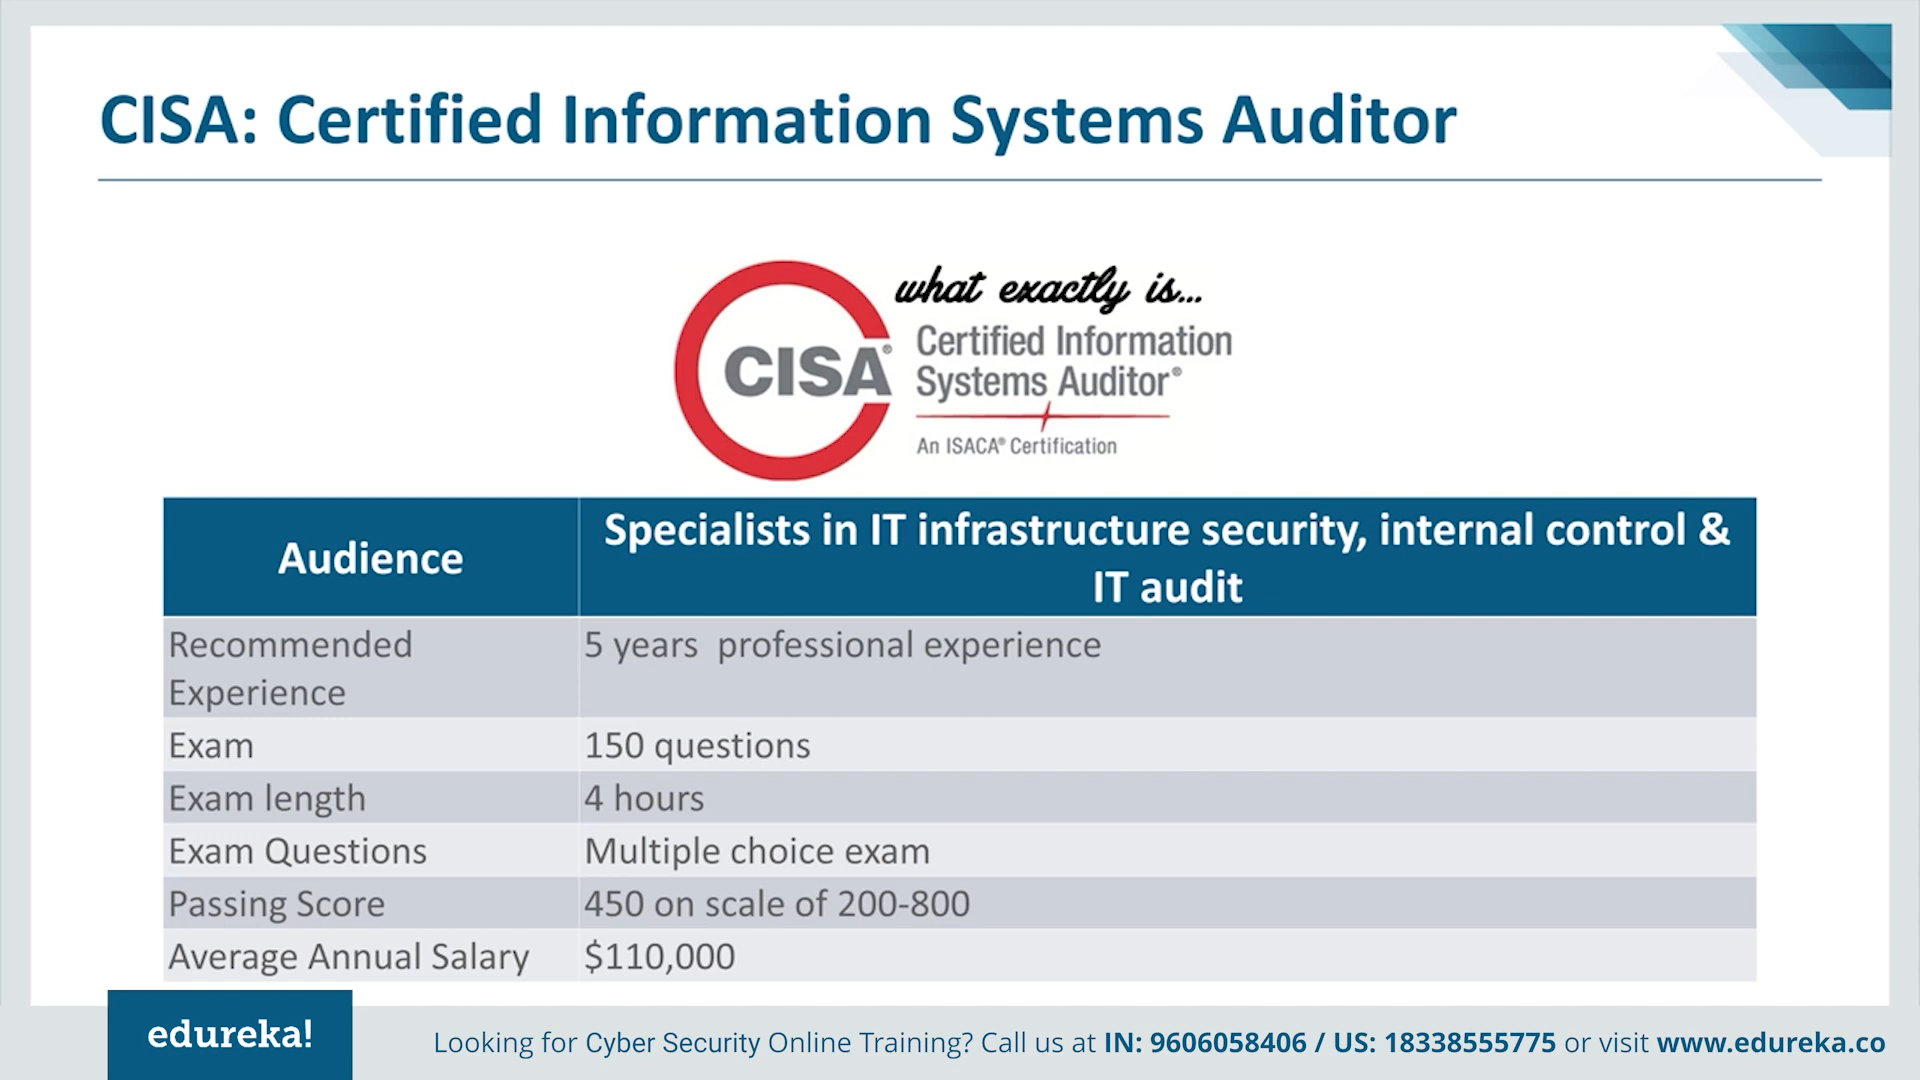 CISA: Certified Information Systems Auditor
what exactly is...
CISA®
Certified Information
Systems Auditor®
An ISACA® Certification
Audience
Specialists in IT infrastructure security, internal control &
IT audit
Recommended
Experience
5 years  professional experience
Exam
150 questions
Exam length
4 hours
Exam Questions
Multiple choice exam
Passing Score
450 on scale of 200-800
Average Annual Salary
$110,000
edureka!
Looking for Cyber Security Online Training? Call us at IN: 9606058406 / US: 18338555775 or visit www.edureka.co